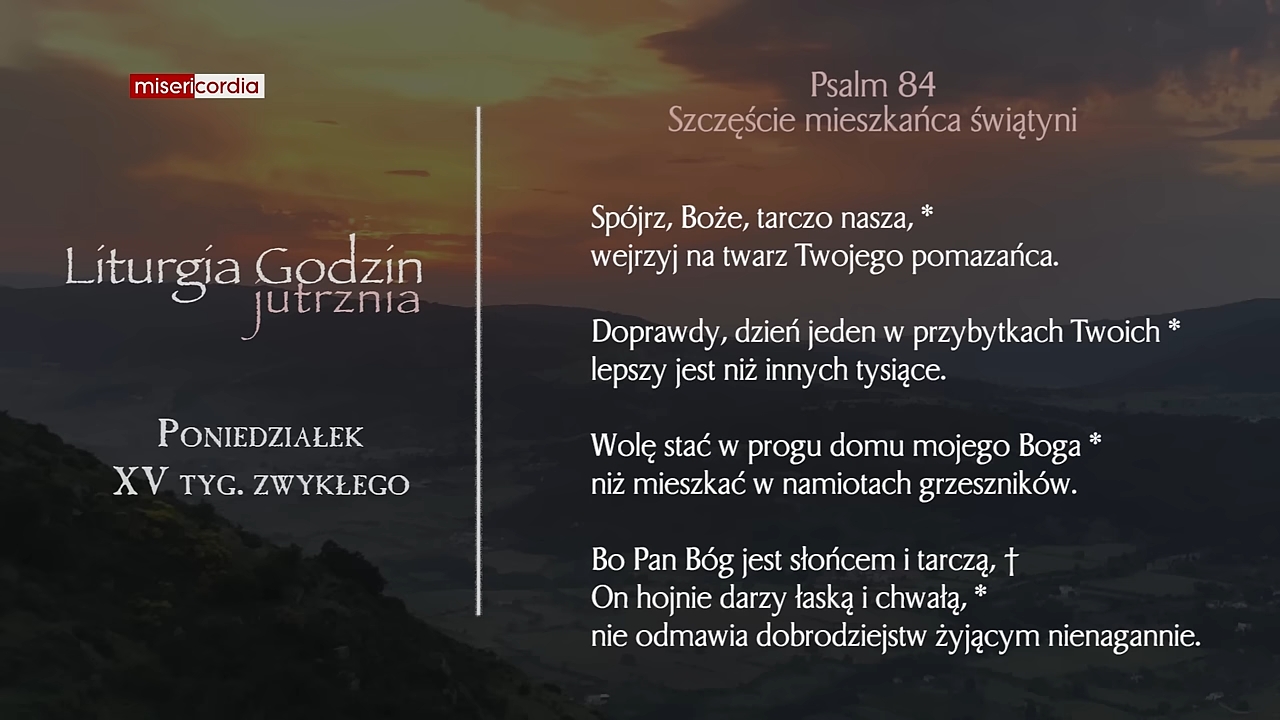 misericordia
Liturgia Godzin
jutrznia
Poniedziałek
XV tyg. zwykłego
Psalm 84
Szczęście mieszkańca świątyni
Spójrz, Boże, tarczo nasza, *
wejrzyj na twarz Twojego pomazańca.
Doprawdy, dzień jeden w przybytkach Twoich *
lepszy jest niż innych tysiące.
Wolę stać w progu domu mojego Boga *
niż mieszkać w namiotach grzeszników.
Bo Pan Bóg jest słońcem i tarczą, †
On hojnie darzy łaską i chwałą, *
nie odmawia dobrodziejstw żyjącym nienagannie.